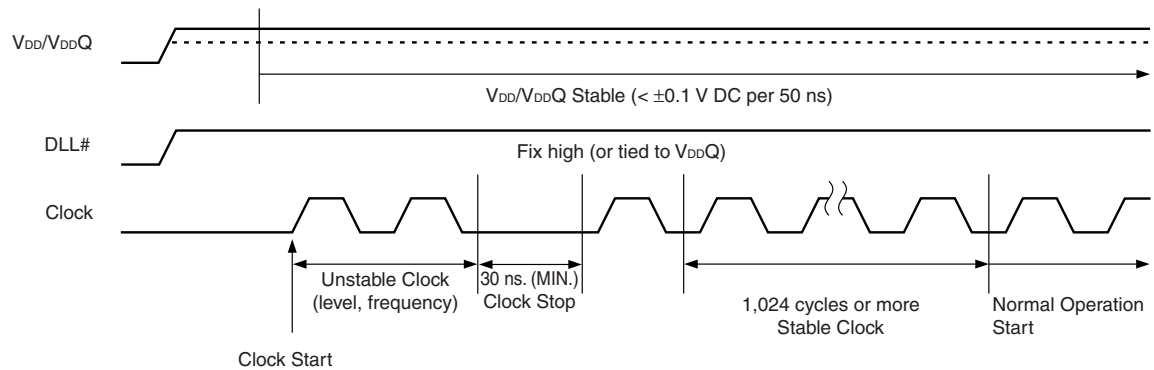 VDD/VDDQ
VDD/VDDQ Stable (< ±0.1 V DC per 50 ns)
DLL#
Fix high (or tied to VDDQ)
Clock
Unstable Clock
(level, frequency)
30 ns. (MIN.)
Clock Stop
1,024 cycles or more
Stable Clock
Normal Operation
Start
Clock Start